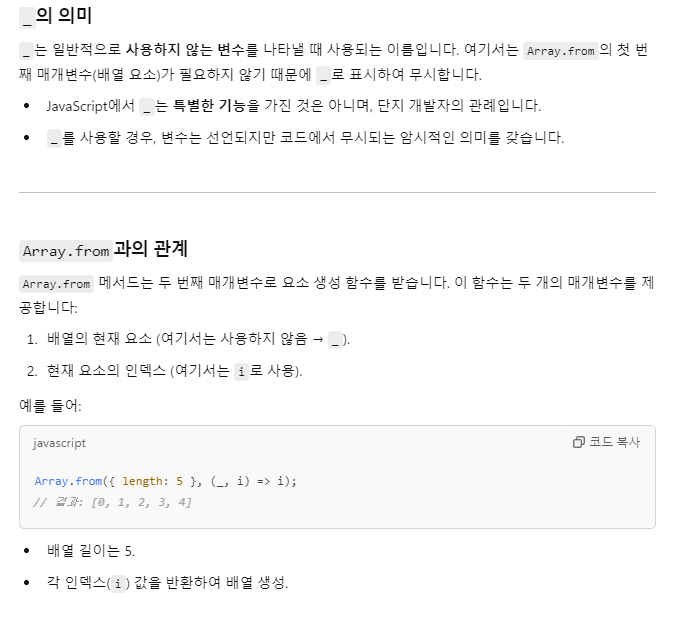 _의 의미
_는 일반적으로 사용하지 않는 변수를 나타낼 때 사용되는 이름입니다. 여기서는 Array.from의 첫 번
째 매개변수(배열 요소)가 필요하지 않기 때문에 _로 표시하여 무시합니다.
• JavaScript에서 _는 특별한 기능을 가진 것은 아니며, 단지 개발자의 관례입니다.
• _를 사용할 경우, 변수는 선언되지만 코드에서 무시되는 암시적인 의미를 갖습니다.
Array.from과의 관계
Array.from 메서드는 두 번째 매개변수로 요소 생성 함수를 받습니다. 이 함수는 두 개의 매개변수를 제
공합니다:
1. 배열의 현재 요소 (여기서는 사용하지 않음 → _).
2. 현재 요소의 인덱스 (여기서는 i로 사용).
예를 들어:
javascript 코드 복사
Array.from({ length: 5 }, (_, i) => i);
// 결과: [0, 1, 2, 3, 4]
• 배열 길이는 5.
• 각 인덱스(i) 값을 반환하여 배열 생성.